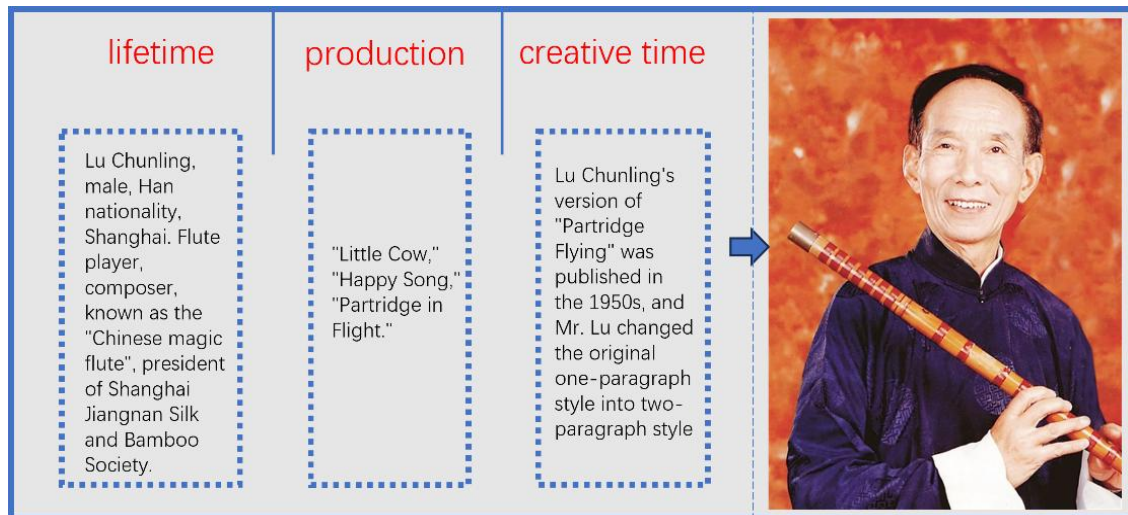 lifetime
Lu Chunling,
male, Han
nationality,
Shanghai. Flute
player,
composer,
known as the
"Chinese magic
flute", president
of Shanghai
Jiangnan Silk
and Bamboo
Society.
production
"Little Cow,"
"Happy Song,"
"Partridge in
Flight."
creative time
Lu Chunling's
version of
"Partridge
Flying" was
published in
the 1950s, and
Mr. Lu changed
the original
one-paragraph
style into two-
paragraph style